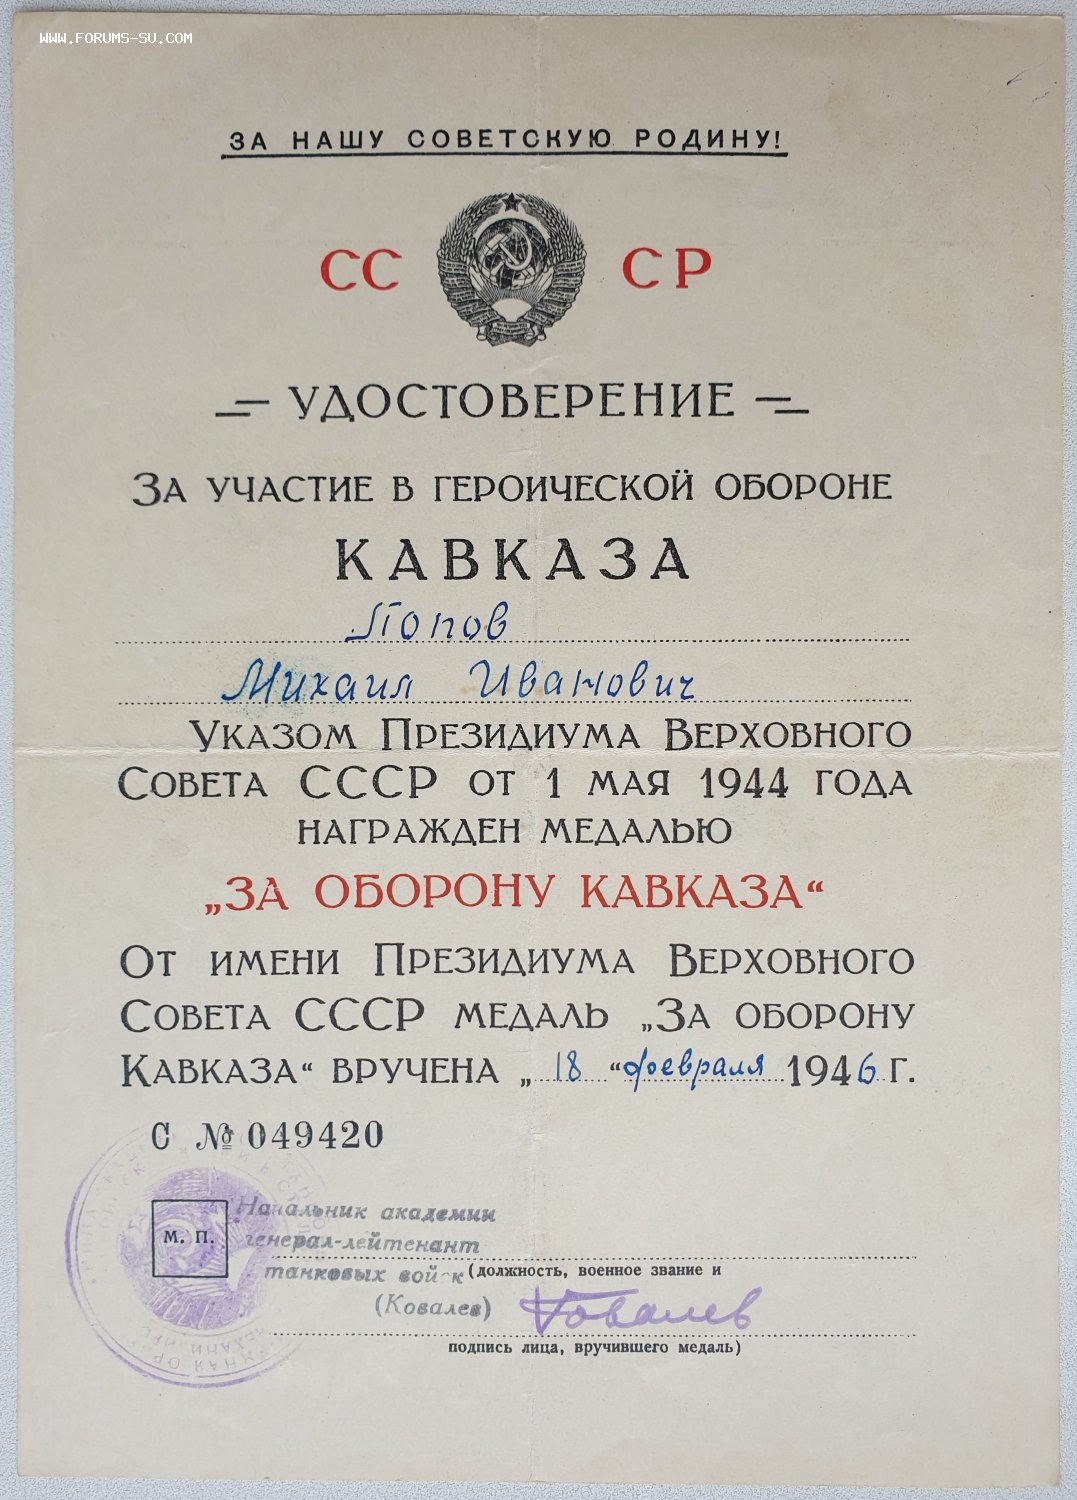 WWW.FORUMS-SU.COM
ЗА НАШУ СОВЕТСКУЮ РОДИНУ!
СС СР
УДОСТОВЕРЕНИЕ
ЗА УЧАСТИЕ В ГЕРОИЧЕСКОЙ ОБОРОНЕ
КАВКАЗА
Попов
Михаил Иванович
УКАЗОМ ПРЕЗИДИУМА ВЕРХОВНОГО
СОВЕТА СССР ОТ 1 МАЯ 1944 ГОДА
НАГРАЖДЕН МЕДАЛЬЮ
„ЗА ОБОРОНУ КАВКАЗА“
ОТ ИМЕНИ ПРЕЗИДИУМА ВЕРХОВНОГО
СОВЕТА СССР МЕДАЛЬ „ЗА ОБОРОНУ
КАВКАЗА“ ВРУЧЕНА „18“ февраля 1946 Г.
С № 049420
Начальник академии
М. П. генерал-лейтенант
танковых войск (должность, военное звание и
(Ковалев) Ковалев
подпись лица, вручившего медаль)